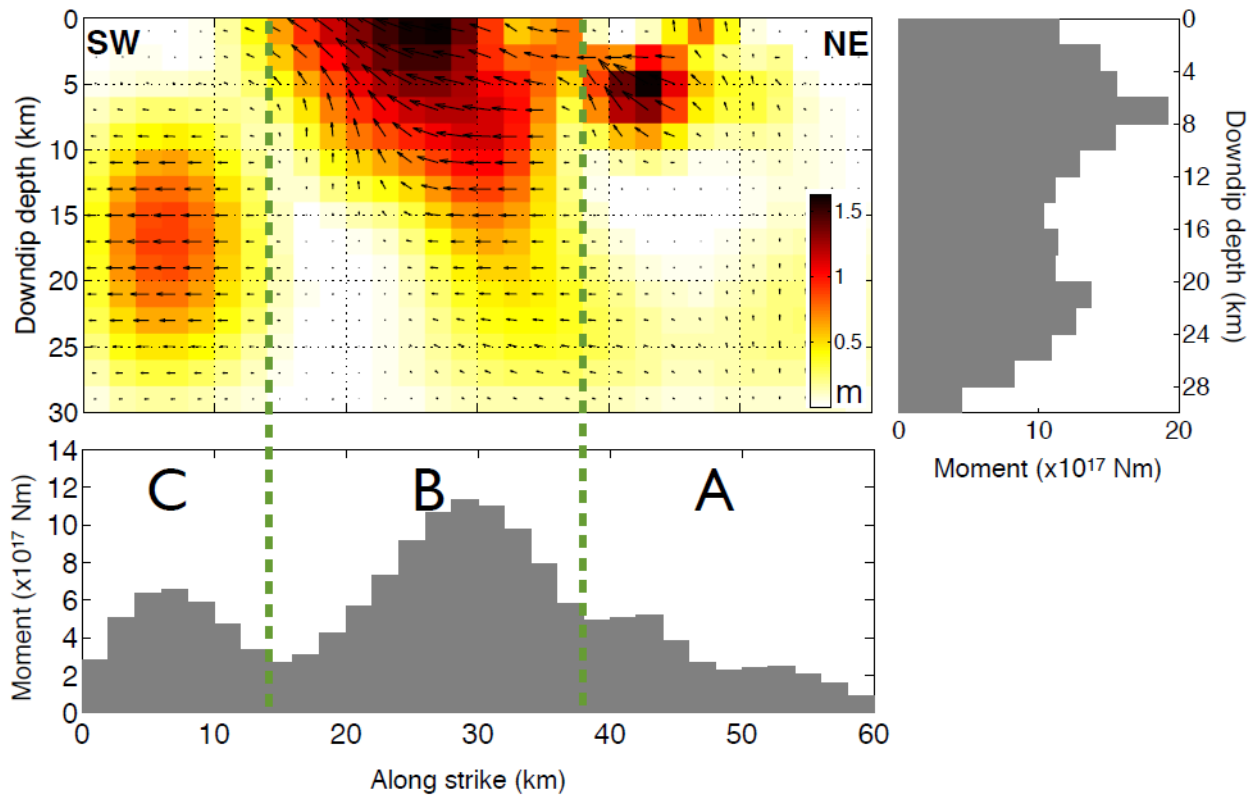 SW
NE
0
5
10
15
20
25
30
Downdip depth (km)
1.5
1
0.5
m
0
4
8
12
16
20
24
28
Downdip depth (km)
0 10 20
Moment (x10¹⁷ Nm)
C B A
14
12
10
8
6
4
2
0
Moment (x10¹⁷ Nm)
0 10 20 30 40 50 60
Along strike (km)